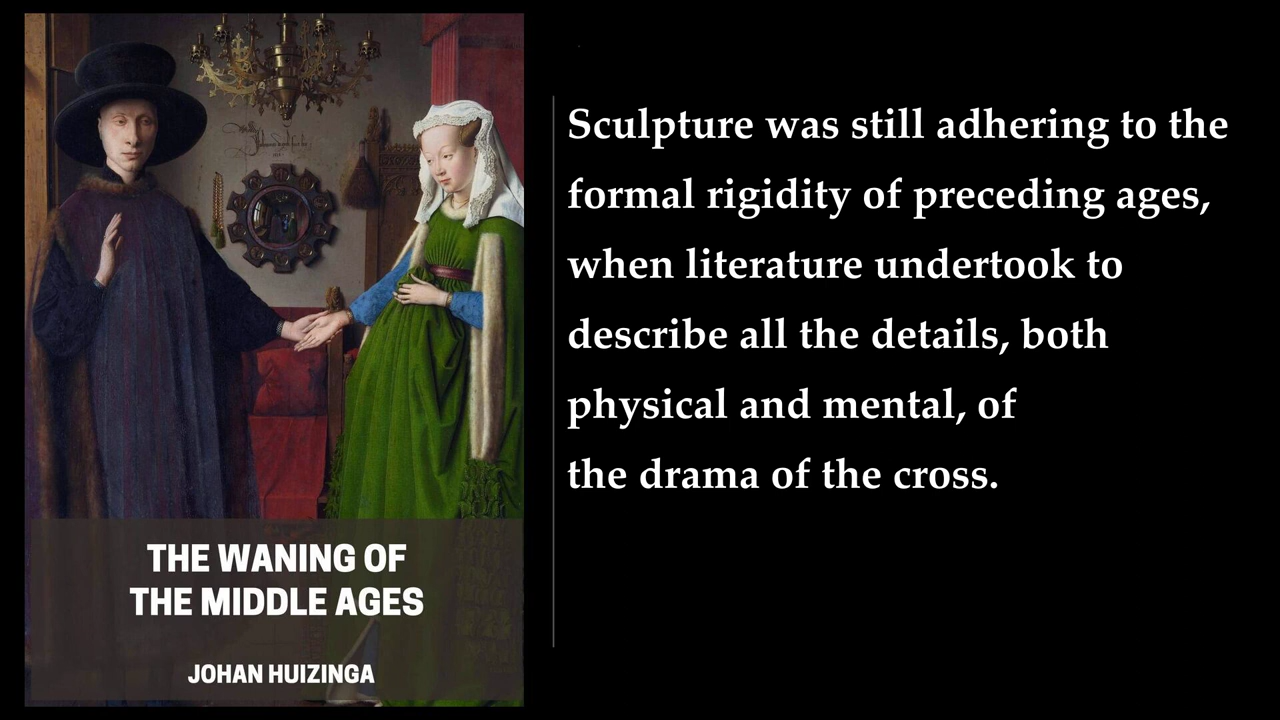 THE WANING OF
THE MIDDLE AGES
JOHAN HUIZINGA
Sculpture was still adhering to the
formal rigidity of preceding ages,
when literature undertook to
describe all the details, both
physical and mental, of
the drama of the cross.